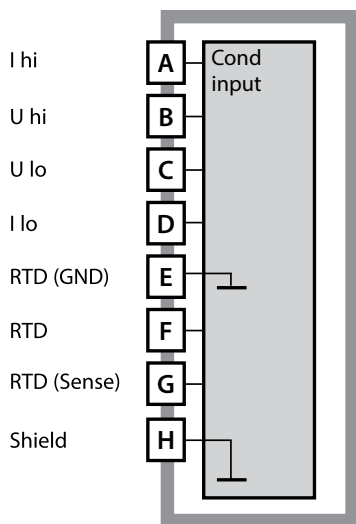 I hi A Cond
input
U hi B
U lo C
I lo D
RTD (GND) E
RTD F
RTD (Sense) G
Shield H